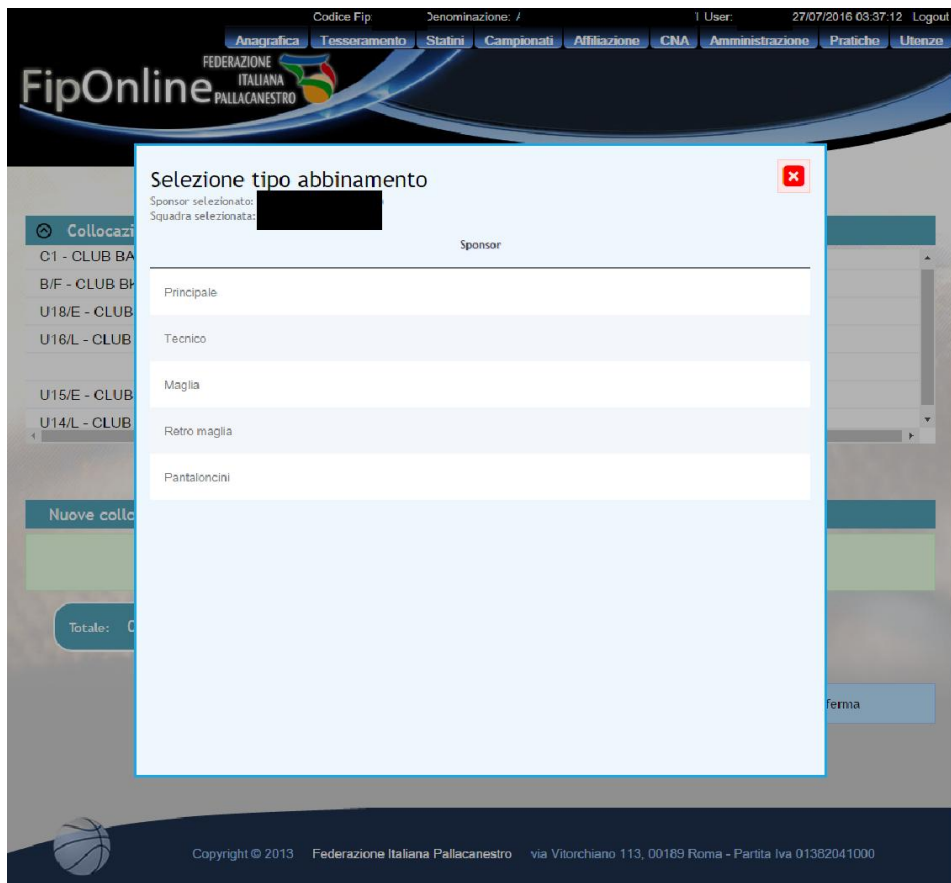 Codice Fip: Denominazione: / User: 27/07/2016 03:37:12 Logout
Anagrafica Tesseramento Statini Campionati Affiliazione CNA Amministrazione Pratiche Utenze
FipOnline
FEDERAZIONE
ITALIANA
PALLACANESTRO
Selezione tipo abbinamento
Sponsor selezionato:
Squadra selezionata:
Sponsor
Principale
Tecnico
Maglia
Retro maglia
Pantaloncini
Collocazi
C1 - CLUB BA
B/F - CLUB BK
U18/E - CLUB
U16/L - CLUB
U15/E - CLUB
U14/L - CLUB
Nuove collo
Totale:
ferma
Copyright © 2013 Federazione Italiana Pallacanestro via Vitorchiano 113, 00189 Roma - Partita Iva 01382041000